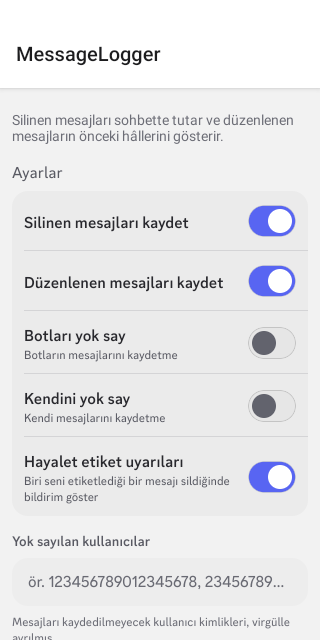 MessageLogger
Silinen mesajları sohbette tutar ve düzenlenen
mesajların önceki hâllerini gösterir.
Ayarlar
Silinen mesajları kaydet
Düzenlenen mesajları kaydet
Botları yok say
Botların mesajlarını kaydetme
Kendini yok say
Kendi mesajlarını kaydetme
Hayalet etiket uyarıları
Biri seni etiketlediği bir mesajı sildiğinde
bildirim göster
Yok sayılan kullanıcılar
ör. 123456789012345678, 23456789...
Mesajları kaydedilmeyecek kullanıcı kimlikleri, virgülle
ayrılmış